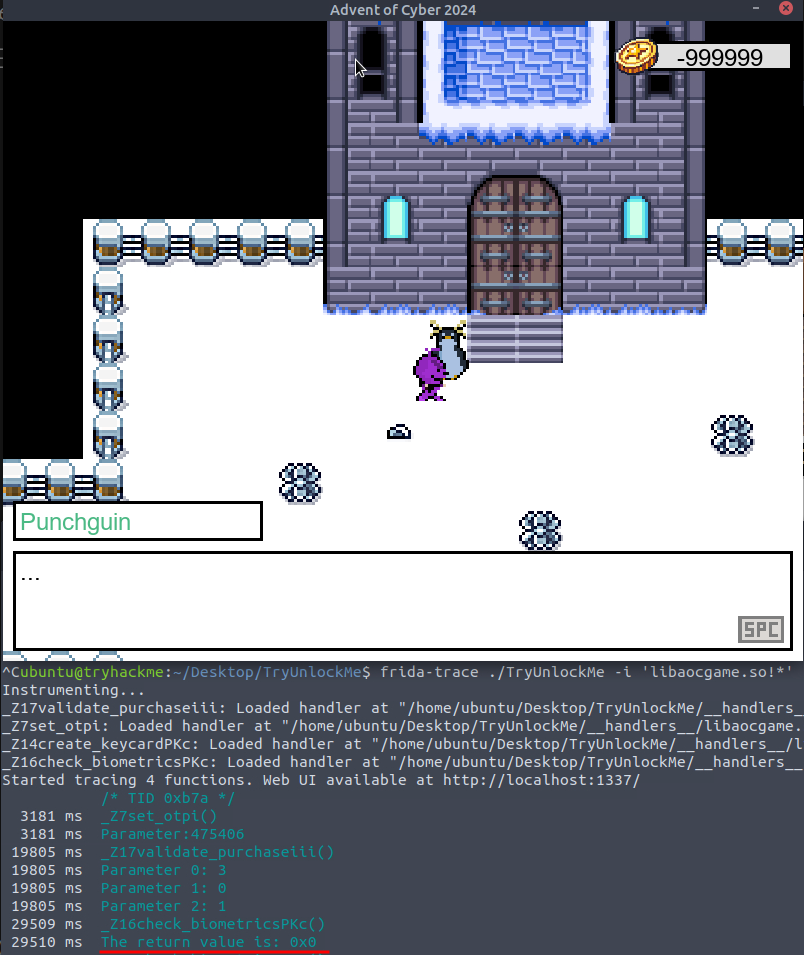 Advent of Cyber 2024
-999999
Punchguin
...
SPC
^Cubuntu@tryhackme:~/Desktop/TryUnlockMe$ frida-trace ./TryUnlockMe -i 'libaocgame.so!*'
Instrumenting...
_Z17validate_purchaseiii: Loaded handler at "/home/ubuntu/Desktop/TryUnlockMe/__handlers_
_Z7set_otpi: Loaded handler at "/home/ubuntu/Desktop/TryUnlockMe/__handlers__/libaocgame.
_Z14create_keycardPKc: Loaded handler at "/home/ubuntu/Desktop/TryUnlockMe/__handlers__/l
_Z16check_biometricsPKc: Loaded handler at "/home/ubuntu/Desktop/TryUnlockMe/__handlers__
Started tracing 4 functions. Web UI available at http://localhost:1337/
/* TID 0xb7a */
3181 ms _Z7set_otpi()
3181 ms Parameter:475406
19805 ms _Z17validate_purchaseiii()
19805 ms Parameter 0: 3
19805 ms Parameter 1: 0
19805 ms Parameter 2: 1
29509 ms _Z16check_biometricsPKc()
29510 ms The return value is: 0x0